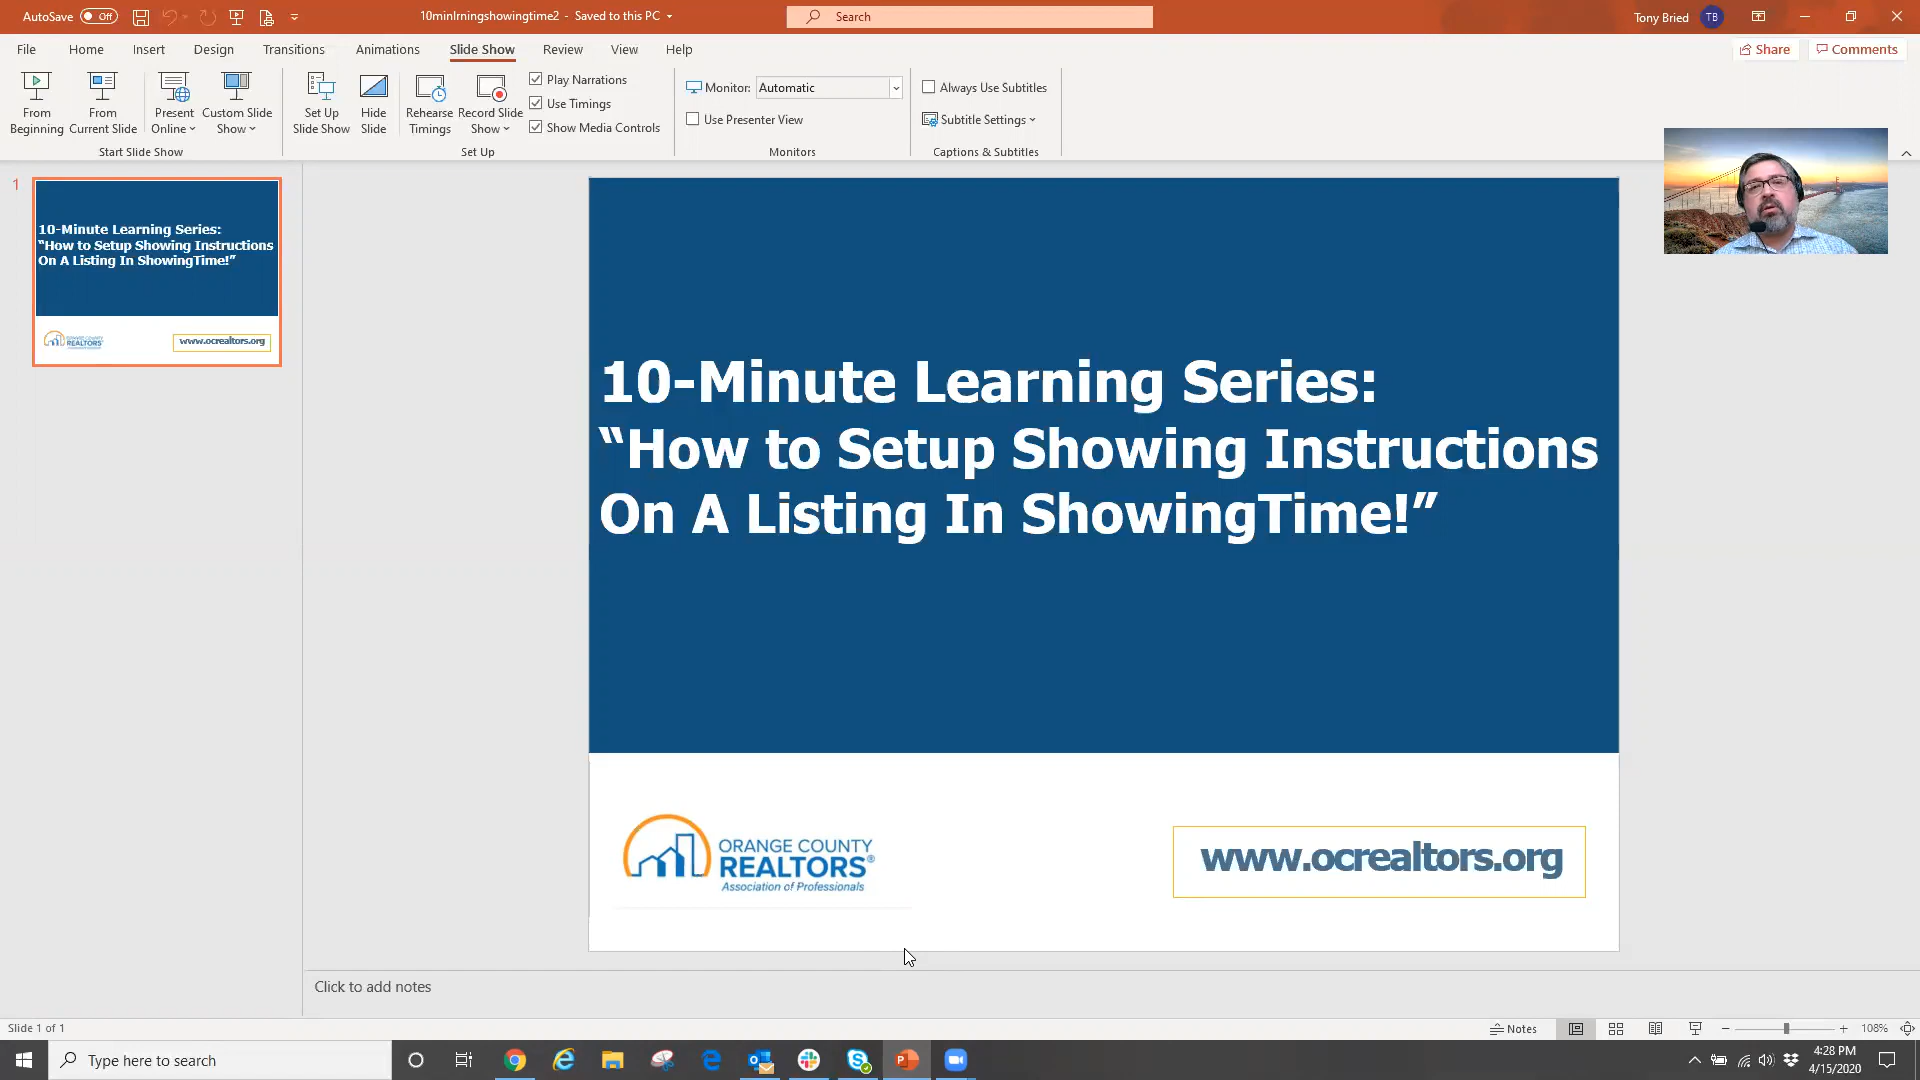 AutoSave Off
10minlrningshowingtime2 - Saved to this PC
Search
Tony Bried TB
File Home Insert Design Transitions Animations Slide Show Review View Help
Share Comments
From Beginning
From Current Slide
Present Online
Custom Slide Show
Start Slide Show
Set Up Slide Show
Hide Slide
Rehearse Timings
Record Slide Show
Play Narrations
Use Timings
Show Media Controls
Set Up
Monitor: Automatic
Use Presenter View
Monitors
Always Use Subtitles
Subtitle Settings
Captions & Subtitles
1
10-Minute Learning Series:
“How to Setup Showing Instructions
On A Listing In ShowingTime!”
ORANGE COUNTY
REALTORS
www.ocrealtors.org
10-Minute Learning Series:
“How to Setup Showing Instructions
On A Listing In ShowingTime!”
ORANGE COUNTY
REALTORS®
Association of Professionals
www.ocrealtors.org
Click to add notes
Slide 1 of 1
Notes
108%
Type here to search
4:28 PM
4/15/2020